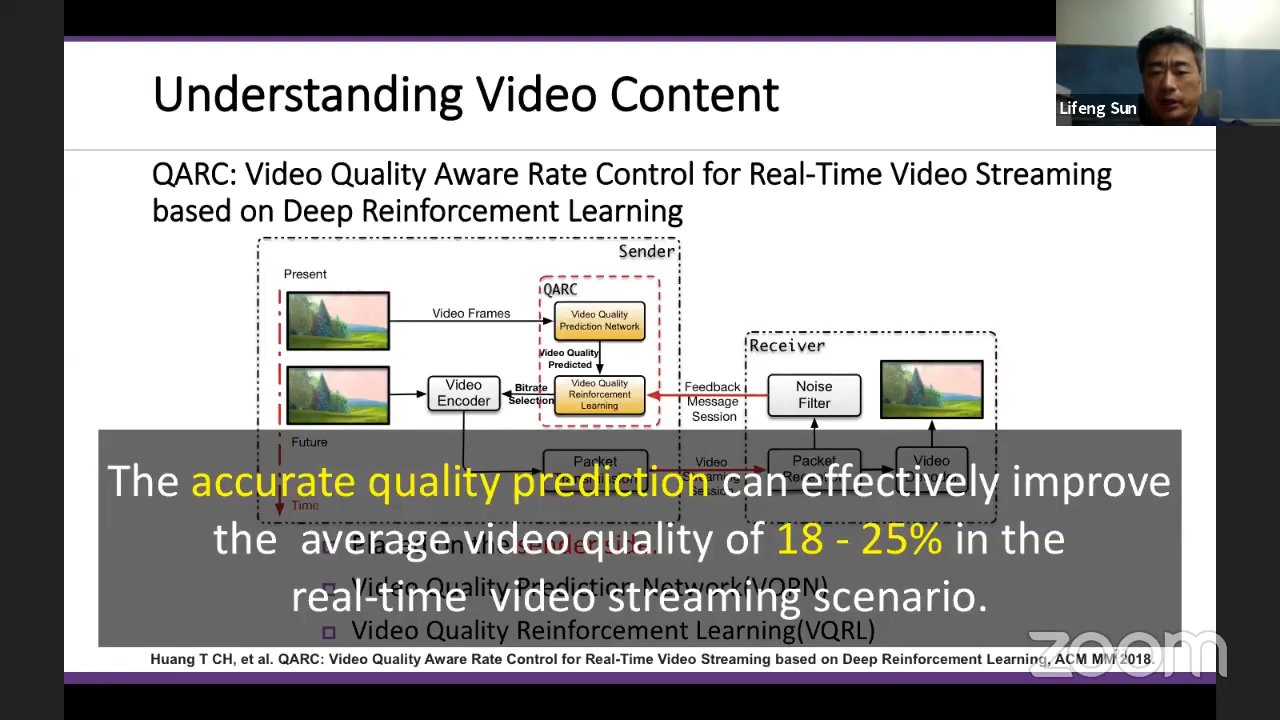 Understanding Video Content
Lifeng Sun
QARC: Video Quality Aware Rate Control for Real-Time Video Streaming
based on Deep Reinforcement Learning
Sender
Present
QARC
Video Frames
Video Quality
Prediction Network
Video Quality
Predicted
Video
Encoder
Bitrate
Selection
Video Quality
Reinforcement
Learning
Receiver
Feedback
Message
Session
Noise
Filter
Future
Packet
Video
Packet
Video
Time
The accurate quality prediction can effectively improve
the average video quality of 18 - 25% in the
real-time video streaming scenario.
sender side.
Video Quality Prediction Network(VQPN)
Video Quality Reinforcement Learning(VQRL)
zoom
Huang T CH, et al. QARC: Video Quality Aware Rate Control for Real-Time Video Streaming based on Deep Reinforcement Learning, ACM MM 2018.